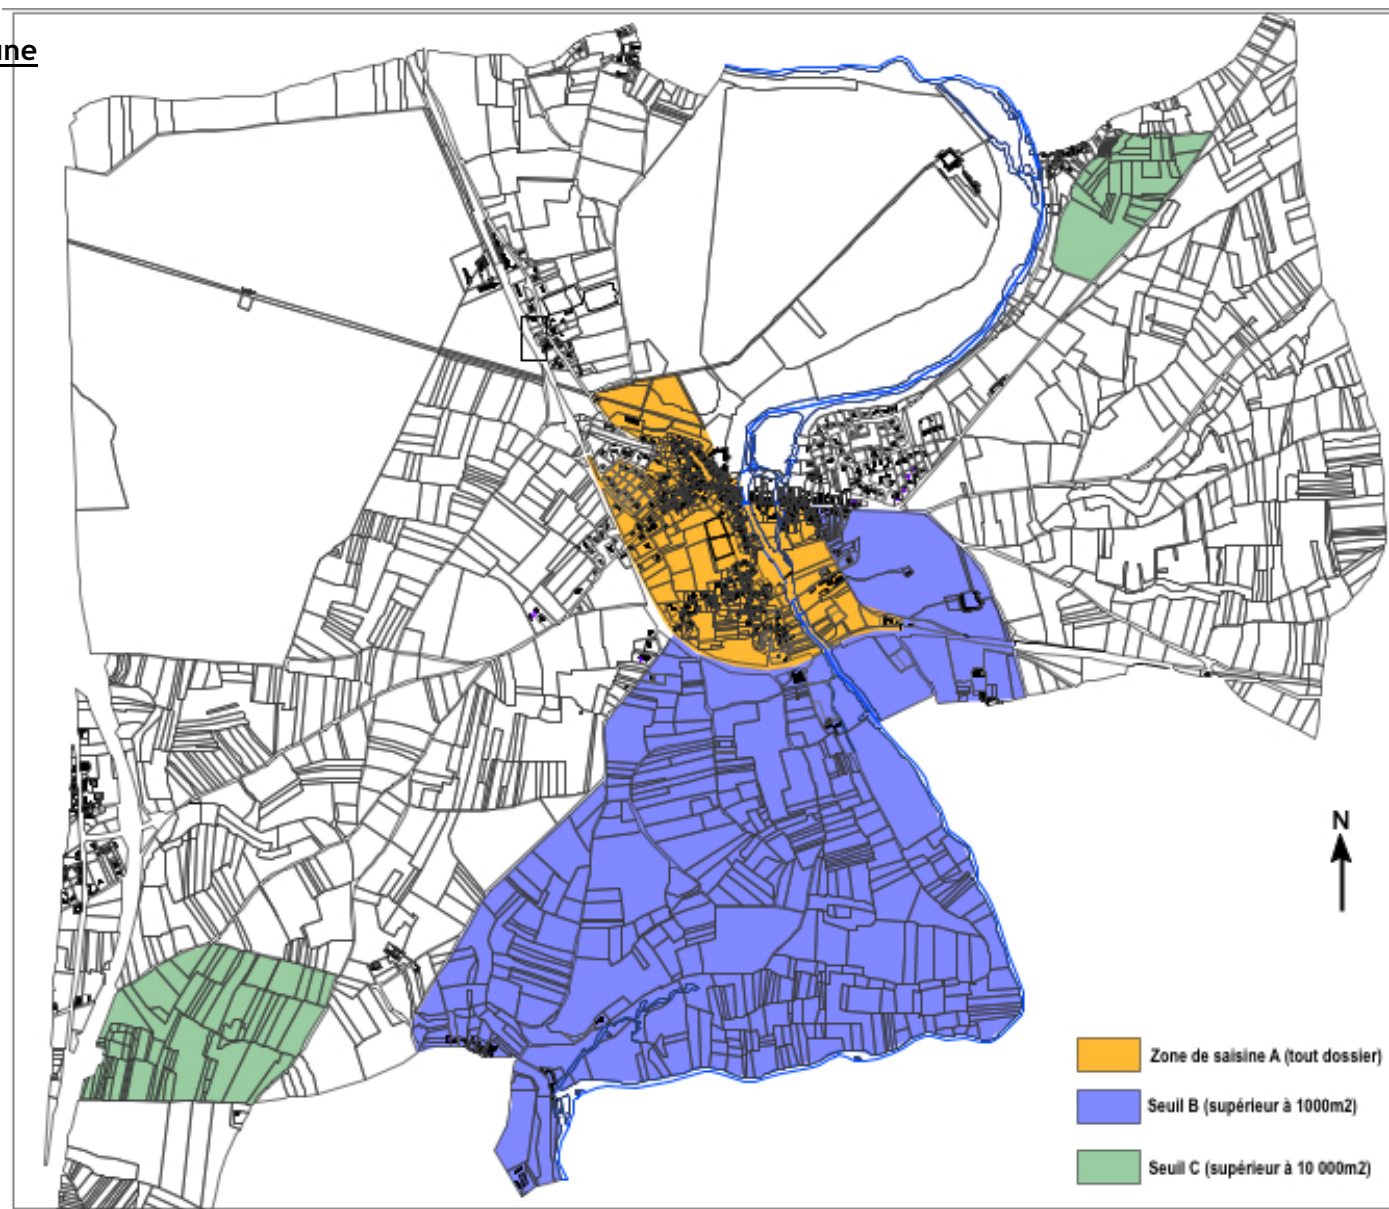 une
N
Zone de saisine A (tout dossier)
Seuil B (supérieur à 1000m2)
Seuil C (supérieur à 10 000m2)